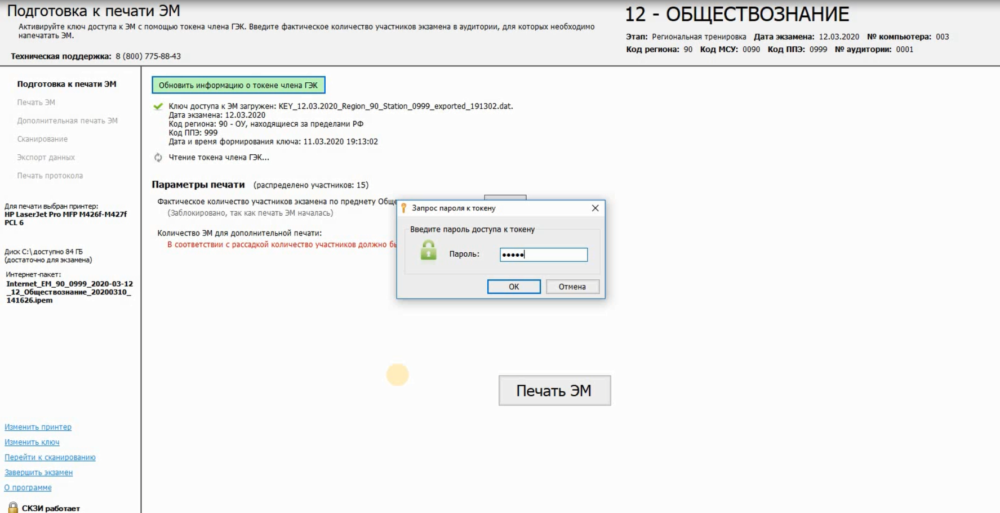 Подготовка к печати ЭМ
Активируйте ключ доступа к ЭМ с помощью токена члена ГЭК. Введите фактическое количество участников экзамена в аудитории, для которых необходимо
напечатать ЭМ.
Техническая поддержка: 8 (800) 775-88-43
12 - ОБЩЕСТВОЗНАНИЕ
Этап: Региональная тренировка Дата экзамена: 12.03.2020 № компьютера: 003
Код региона: 90 Код МСУ: 0090 Код ППЭ: 0999 № аудитории: 0001
Подготовка к печати ЭМ
Печать ЭМ
Дополнительная печать ЭМ
Сканирование
Экспорт данных
Печать протокола
Для печати выбран принтер:
HP LaserJet Pro MFP M426f-M427f
PCL 6
Диск C:\ доступно 84 ГБ
(достаточно для экзамена)
Интернет-пакет:
Internet_EM_90_0999_2020-03-12
_12_Обществознание_20200310_
141626.ipem
Изменить принтер
Изменить ключ
Перейти к сканированию
Завершить экзамен
О программе
СКЗИ работает
Обновить информацию о токене члена ГЭК
Ключ доступа к ЭМ загружен: KEY_12.03.2020_Region_90_Station_0999_exported_191302.dat.
Дата экзамена: 12.03.2020
Код региона: 90 - ОУ, находящиеся за пределами РФ
Код ППЭ: 999
Дата и время формирования ключа: 11.03.2020 19:13:02
Чтение токена члена ГЭК...
Параметры печати (распределено участников: 15)
Фактическое количество участников экзамена по предмету Обще
(Заблокировано, так как печать ЭМ началась)
Количество ЭМ для дополнительной печати:
В соответствии с рассадкой количество участников должно бы
Запрос пароля к токену
Введите пароль доступа к токену
Пароль: •••••
ОК
Отмена
Печать ЭМ